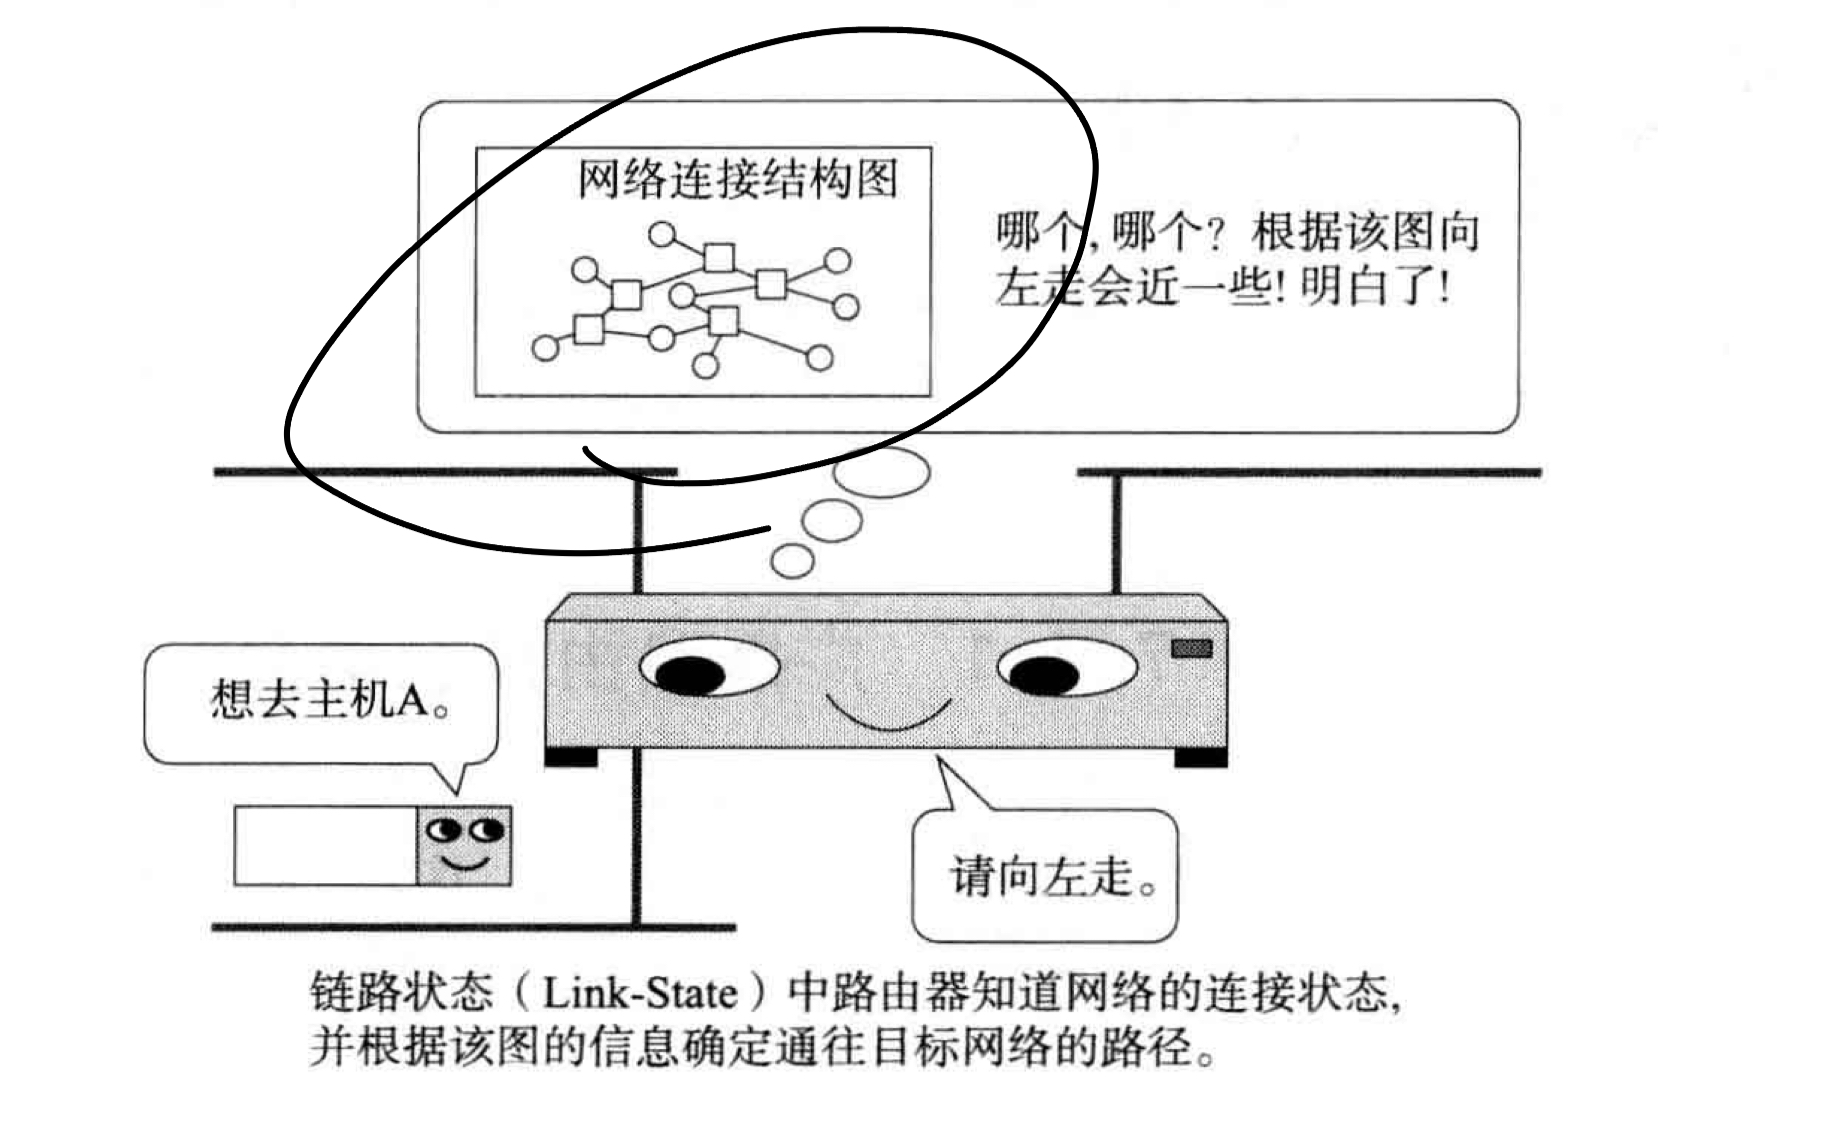 网络连接结构图
哪个, 哪个? 根据该图向
左走会近一些! 明白了!
想去主机A。
请向左走。
链路状态（Link-State）中路由器知道网络的连接状态,
并根据该图的信息确定通往目标网络的路径。